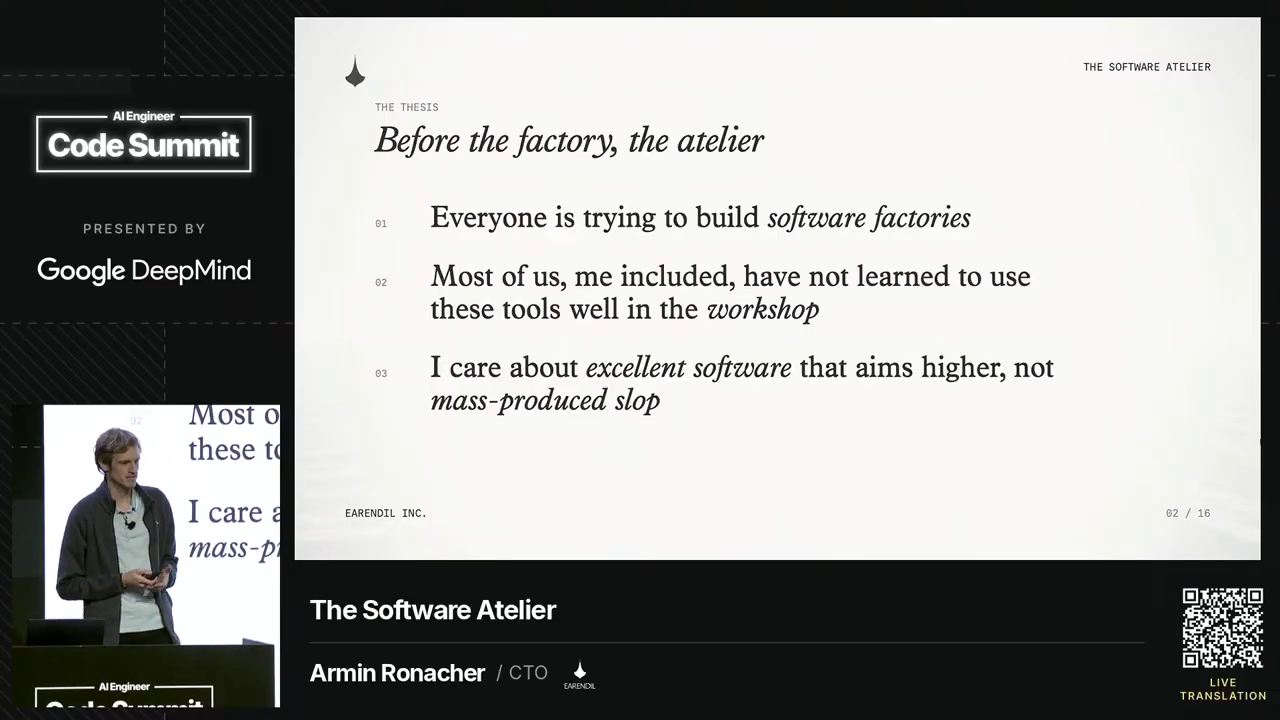 AI Engineer
Code Summit
PRESENTED BY
Google DeepMind
THE SOFTWARE ATELIER
THE THESIS
Before the factory, the atelier
01
Everyone is trying to build software factories
02
Most of us, me included, have not learned to use
these tools well in the workshop
03
I care about excellent software that aims higher, not
mass-produced slop
EARENDIL INC.
02 / 16
02
Most o
these to
I care a
mass-pr
AI Engineer
Code Summit
The Software Atelier
Armin Ronacher / CTO
EARENDIL
LIVE
TRANSLATION